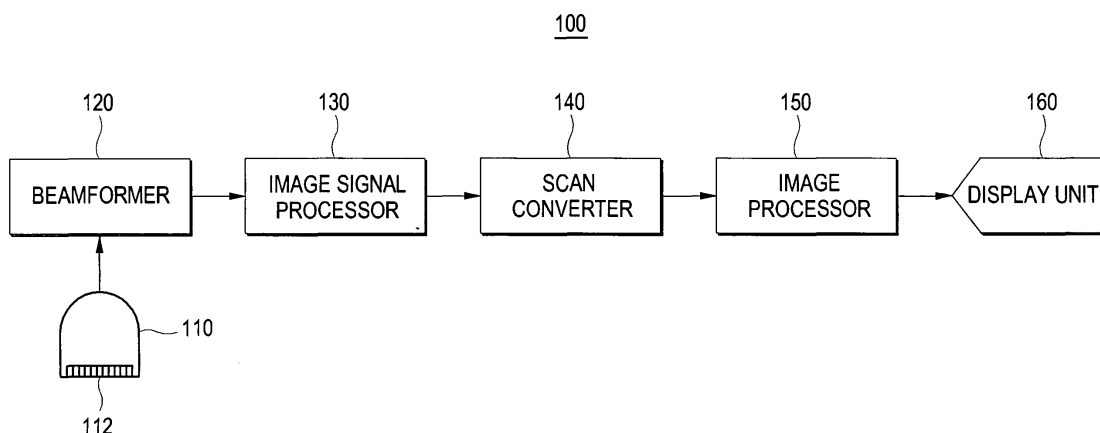 100
120
130
140
150
160
BEAMFORMER
IMAGE SIGNAL
PROCESSOR
SCAN
CONVERTER
IMAGE
PROCESSOR
DISPLAY UNIT
110
112